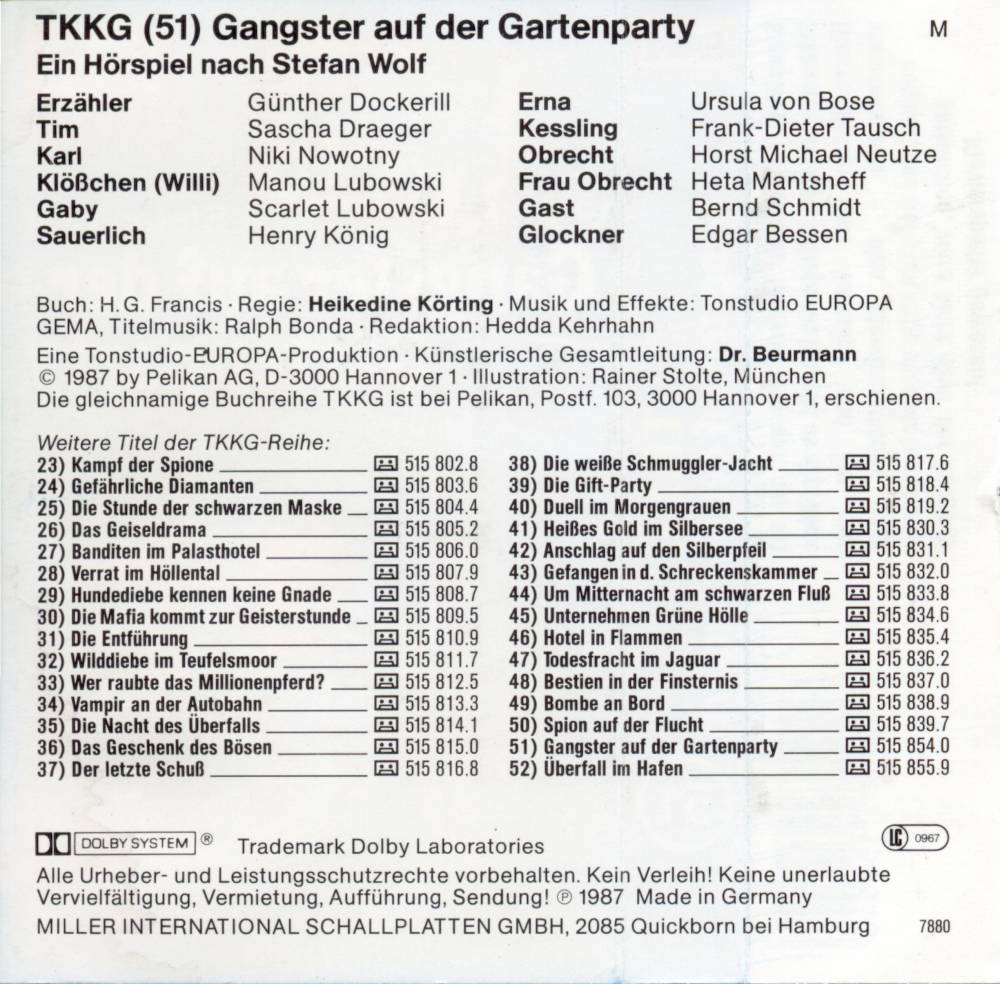 TKKG (51) Gangster auf der Gartenparty
M
Ein Hörspiel nach Stefan Wolf
Erzähler Günther Dockerill
Tim Sascha Draeger
Karl Niki Nowotny
Klößchen (Willi) Manou Lubowski
Gaby Scarlet Lubowski
Sauerlich Henry König
Erna Ursula von Bose
Kessling Frank-Dieter Tausch
Obrecht Horst Michael Neutze
Frau Obrecht Heta Mantsheff
Gast Bernd Schmidt
Glockner Edgar Bessen
Buch: H. G. Francis · Regie: Heikedine Körting · Musik und Effekte: Tonstudio EUROPA
GEMA, Titelmusik: Ralph Bonda · Redaktion: Hedda Kehrhahn
Eine Tonstudio-EUROPA-Produktion · Künstlerische Gesamtleitung: Dr. Beurmann
© 1987 by Pelikan AG, D-3000 Hannover 1 · Illustration: Rainer Stolte, München
Die gleichnamige Buchreihe TKKG ist bei Pelikan, Postf. 103, 3000 Hannover 1, erschienen.
Weitere Titel der TKKG-Reihe:
23) Kampf der Spione 515 802.8
24) Gefährliche Diamanten 515 803.6
25) Die Stunde der schwarzen Maske 515 804.4
26) Das Geiseldrama 515 805.2
27) Banditen im Palasthotel 515 806.0
28) Verrat im Höllental 515 807.9
29) Hundediebe kennen keine Gnade 515 808.7
30) Die Mafia kommt zur Geisterstunde 515 809.5
31) Die Entführung 515 810.9
32) Wilddiebe im Teufelsmoor 515 811.7
33) Wer raubte das Millionenpferd? 515 812.5
34) Vampir an der Autobahn 515 813.3
35) Die Nacht des Überfalls 515 814.1
36) Das Geschenk des Bösen 515 815.0
37) Der letzte Schuß 515 816.8
38) Die weiße Schmuggler-Jacht 515 817.6
39) Die Gift-Party 515 818.4
40) Duell im Morgengrauen 515 819.2
41) Heißes Gold im Silbersee 515 830.3
42) Anschlag auf den Silberpfeil 515 831.1
43) Gefangen in d. Schreckenskammer 515 832.0
44) Um Mitternacht am schwarzen Fluß 515 833.8
45) Unternehmen Grüne Hölle 515 834.6
46) Hotel in Flammen 515 835.4
47) Todesfracht im Jaguar 515 836.2
48) Bestien in der Finsternis 515 837.0
49) Bombe an Bord 515 838.9
50) Spion auf der Flucht 515 839.7
51) Gangster auf der Gartenparty 515 854.0
52) Überfall im Hafen 515 855.9
DOLBY SYSTEM ® Trademark Dolby Laboratories
LC 0967
Alle Urheber- und Leistungsschutzrechte vorbehalten. Kein Verleih! Keine unerlaubte
Vervielfältigung, Vermietung, Aufführung, Sendung! ℗ 1987 Made in Germany
MILLER INTERNATIONAL SCHALLPLATTEN GMBH, 2085 Quickborn bei Hamburg 7880